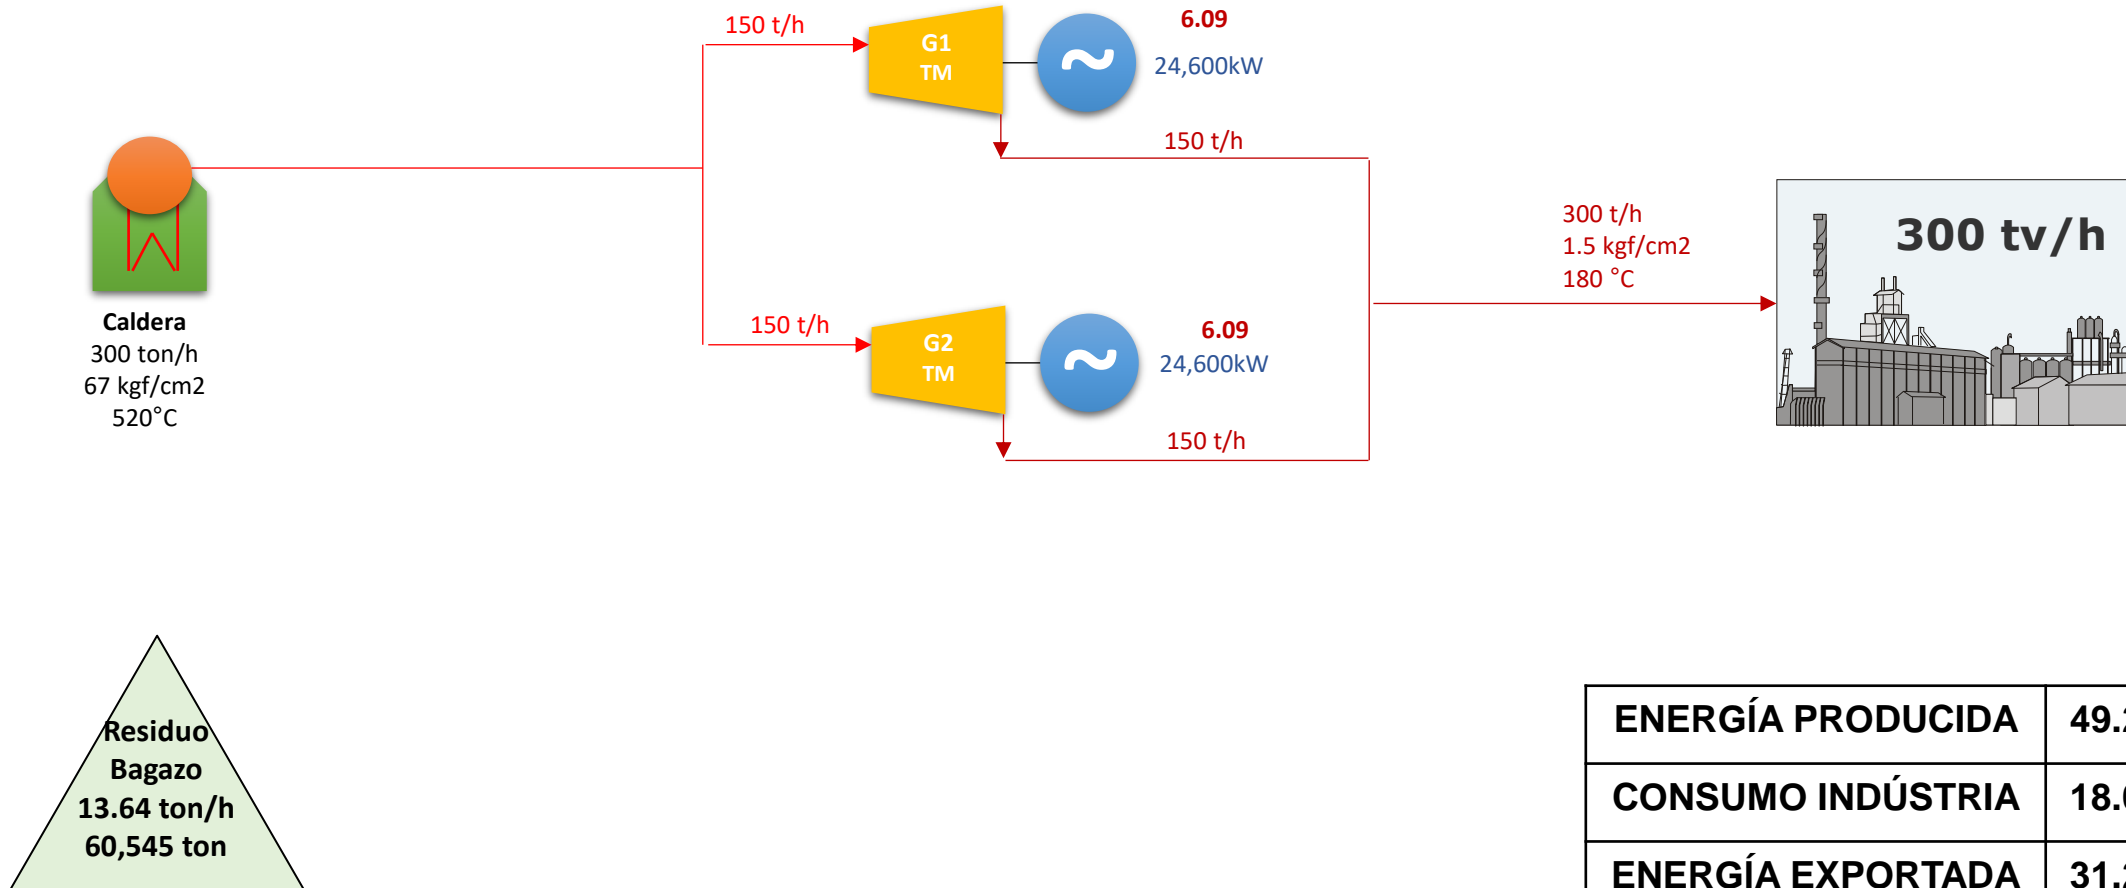 150 t/h
G1
TM
~
6.09
24,600kW
150 t/h
Caldera
300 ton/h
67 kgf/cm2
520°C
300 t/h
1.5 kgf/cm2
180 °C
300 tv/h
150 t/h
G2
TM
~
6.09
24,600kW
150 t/h
Residuo
Bagazo
13.64 ton/h
60,545 ton
ENERGÍA PRODUCIDA
CONSUMO INDÚSTRIA
ENERGÍA EXPORTADA